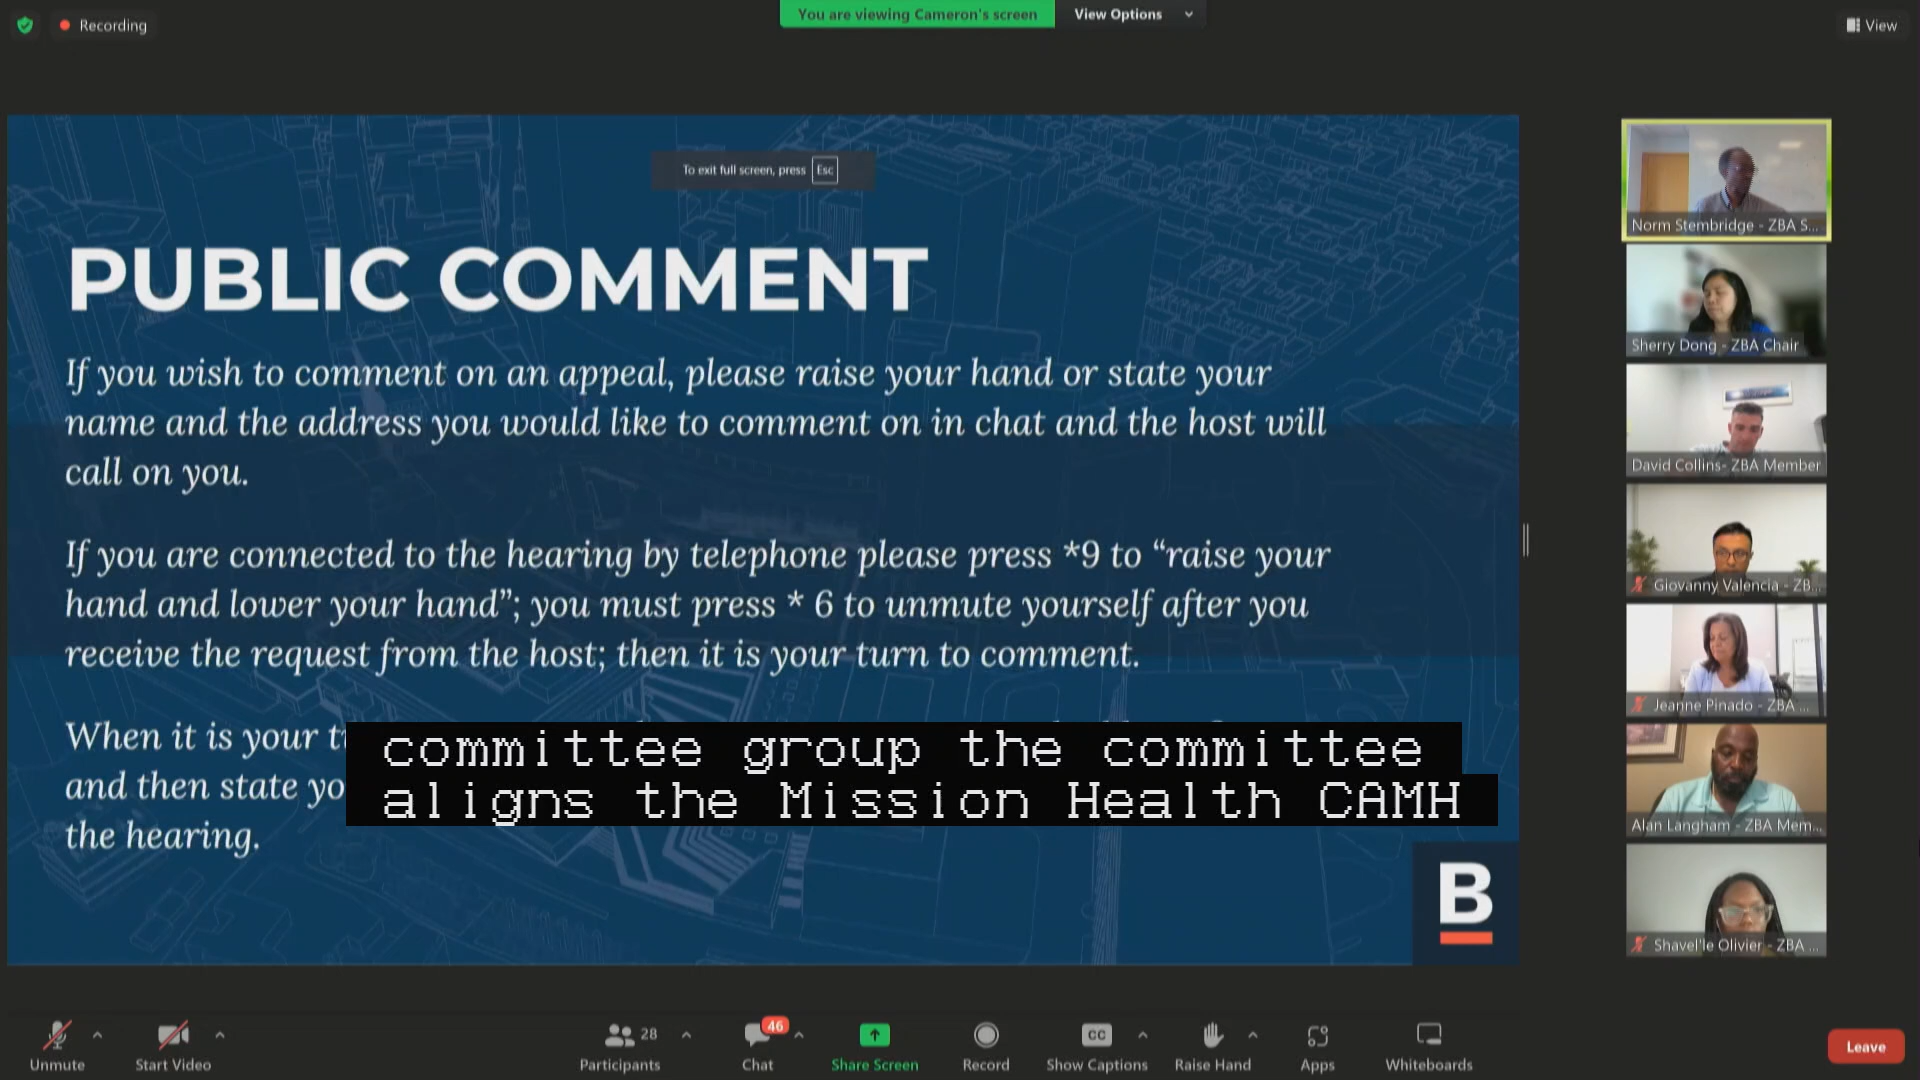 Recording
You are viewing Cameron's screen
View Options
View
To exit full screen, press Esc
PUBLIC COMMENT
If you wish to comment on an appeal, please raise your hand or state your
name and the address you would like to comment on in chat and the host will
call on you.
If you are connected to the hearing by telephone please press *9 to “raise your
hand and lower your hand”; you must press * 6 to unmute yourself after you
receive the request from the host; then it is your turn to comment.
When it is your
and then state yo
the hearing.
committee group the committee
aligns the Mission Health CAMH
B
Norm Stembridge - ZBA S...
Sherry Dong - ZBA Chair
David Collins- ZBA Member
Giovanny Valencia - ZB...
Jeanne Pinado - ZBA ...
Alan Langham - ZBA Mem...
Shavel'le Olivier - ZBA ...
Unmute
Start Video
28
Participants
46
Chat
Share Screen
Record
CC
Show Captions
Raise Hand
Apps
Whiteboards
Leave